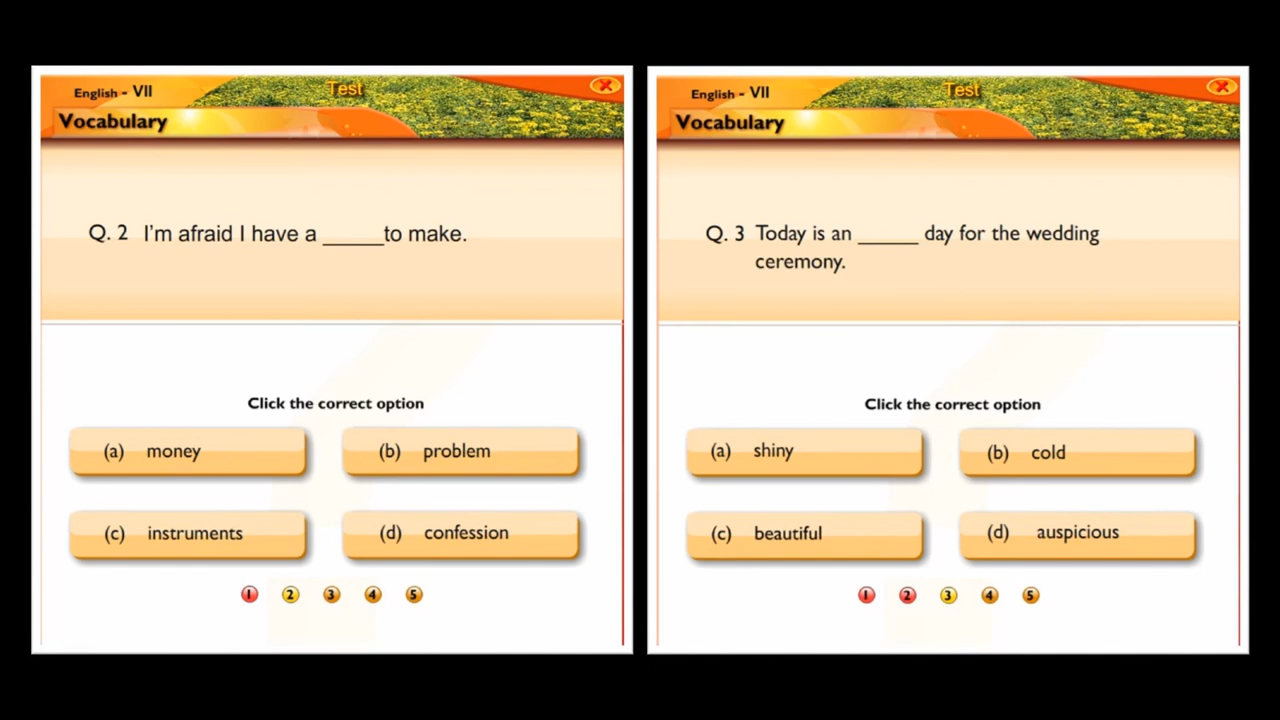 English - VII
Test
Vocabulary
Q. 2 I'm afraid I have a _____to make.
Click the correct option
(a) money
(b) problem
(c) instruments
(d) confession
1 2 3 4 5
English - VII
Test
Vocabulary
Q. 3 Today is an ______ day for the wedding
ceremony.
Click the correct option
(a) shiny
(b) cold
(c) beautiful
(d) auspicious
1 2 3 4 5